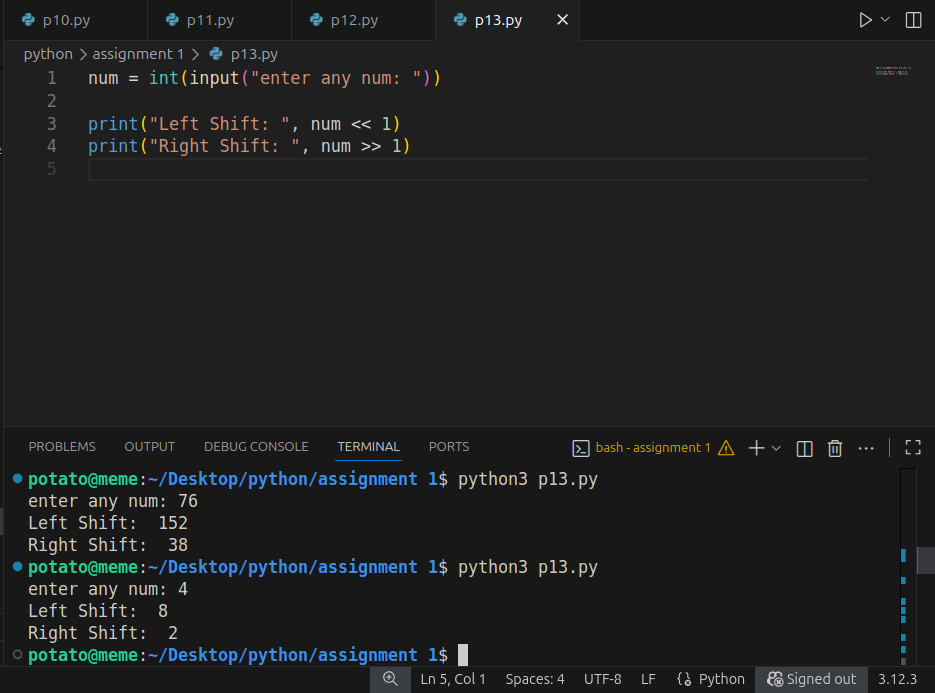 p10.py
p11.py
p12.py
p13.py
python > assignment 1 > p13.py
1 num = int(input("enter any num: "))
2
3 print("Left Shift: ", num << 1)
4 print("Right Shift: ", num >> 1)
5
PROBLEMS OUTPUT DEBUG CONSOLE TERMINAL PORTS bash - assignment 1
potato@meme:~/Desktop/python/assignment 1$ python3 p13.py
enter any num: 76
Left Shift:  152
Right Shift:  38
potato@meme:~/Desktop/python/assignment 1$ python3 p13.py
enter any num: 4
Left Shift:  8
Right Shift:  2
potato@meme:~/Desktop/python/assignment 1$
Ln 5, Col 1 Spaces: 4 UTF-8 LF Python Signed out 3.12.3